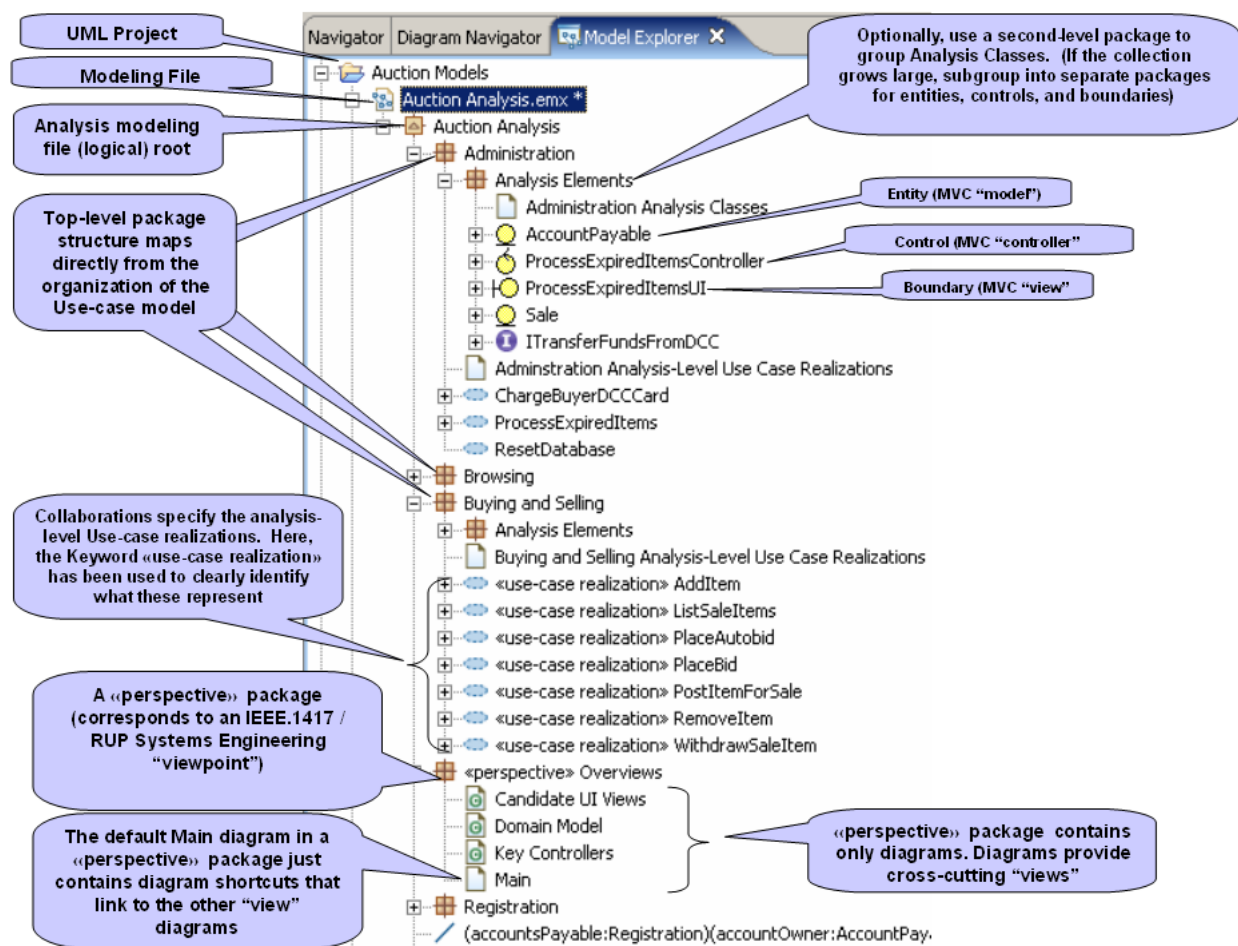 UML Project
Modeling File
Analysis modeling
file (logical) root
Top-level package
structure maps
directly from the
organization of the
Use-case model
Collaborations specify the analysis-
level Use-case realizations. Here,
the Keyword «use-case realization»
has been used to clearly identify
what these represent
A «perspective» package
(corresponds to an IEEE.1417 /
RUP Systems Engineering
“viewpoint”)
The default Main diagram in a
«perspective» package just
contains diagram shortcuts that
link to the other “view”
diagrams
Navigator
Diagram Navigator
Model Explorer
Auction Models
Auction Analysis.emx *
Auction Analysis
Administration
Analysis Elements
Administration Analysis Classes
AccountPayable
ProcessExpiredItemsController
ProcessExpiredItemsUI
Sale
ITransferFundsFromDCC
Adminstration Analysis-Level Use Case Realizations
ChargeBuyerDCCCard
ProcessExpiredItems
ResetDatabase
Browsing
Buying and Selling
Analysis Elements
Buying and Selling Analysis-Level Use Case Realizations
«use-case realization» AddItem
«use-case realization» ListSaleItems
«use-case realization» PlaceAutobid
«use-case realization» PlaceBid
«use-case realization» PostItemForSale
«use-case realization» RemoveItem
«use-case realization» WithdrawSaleItem
«perspective» Overviews
Candidate UI Views
Domain Model
Key Controllers
Main
Registration
(accountsPayable:Registration)(accountOwner:AccountPay.
Optionally, use a second-level package to
group Analysis Classes. (If the collection
grows large, subgroup into separate packages
for entities, controls, and boundaries)
Entity (MVC “model”)
Control (MVC “controller”
Boundary (MVC “view”
«perspective» package contains
only diagrams. Diagrams provide
cross-cutting “views”